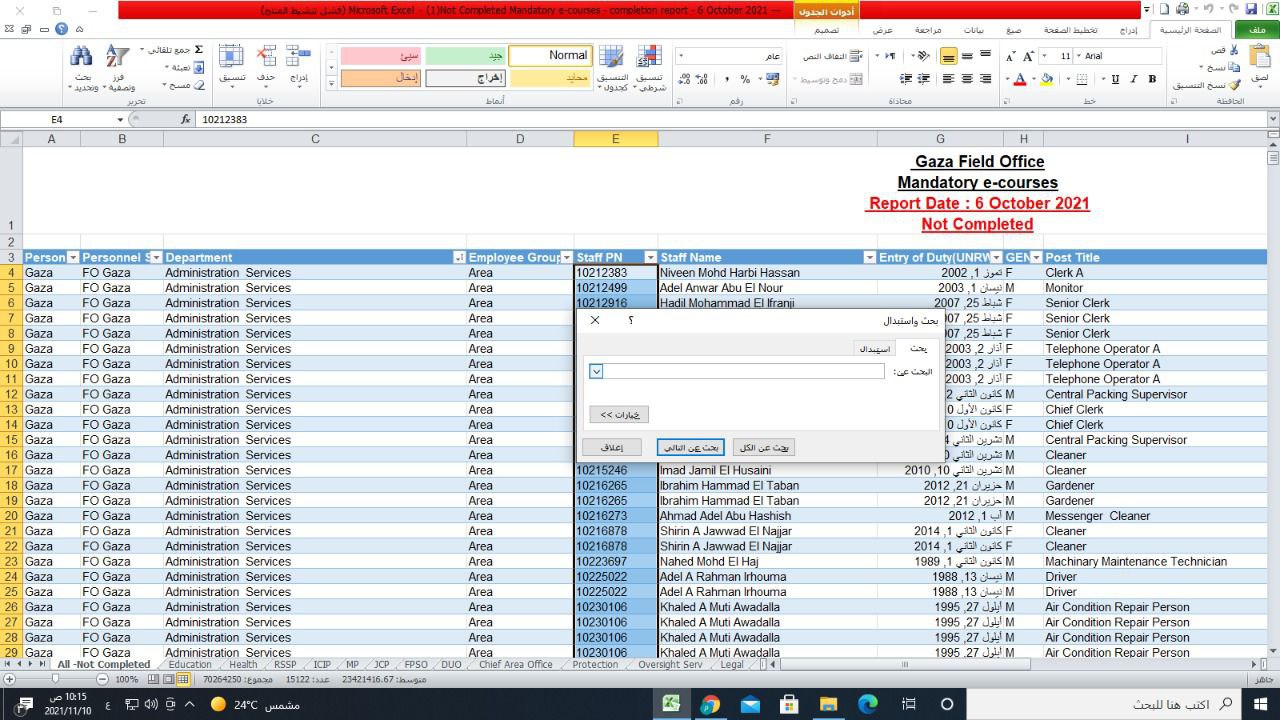 (فشل تنشيط المنتج) Microsoft Excel - (1)Not Completed Mandatory e-courses - completion report - 6 October 2021 ---
أدوات الجدول
ملف
الصفحة الرئيسية
إدراج
تخطيط الصفحة
صيغ
بيانات
مراجعة
عرض
تصميم
لصق
قص
نسخ
نسخ التنسيق
الحافظة
Arial
11
B I U
خط
التفاف النص
دمج وتوسيط
محاذاة
عام
رقم
تنسيق شرطي
التنسيق كجدول
Normal
جيد
سيئ
محايد
إخراج
إدخال
أنماط
إدراج
حذف
تنسيق
خلايا
جمع تلقائي
تعبئة
مسح
فرز وتصفية
بحث وتحديد
تحرير
E4
fx
10212383
A B C D E F G H I
Gaza Field Office
Mandatory e-courses
Report Date : 6 October 2021
Not Completed
1
2
3 Person Personnel S Department Employee Group Staff PN Staff Name Entry of Duty(UNRW GEN Post Title
4 Gaza FO Gaza Administration Services Area 10212383 Niveen Mohd Harbi Hassan تموز 1, 2002 F Clerk A
5 Gaza FO Gaza Administration Services Area 10212499 Adel Anwar Abu El Nour نيسان 1, 2003 M Monitor
6 Gaza FO Gaza Administration Services Area 10212916 Hadil Mohammad El Ifranji شباط 25, 2007 F Senior Clerk
7 Gaza FO Gaza Administration Services Area شباط 25, 07 F Senior Clerk
8 Gaza FO Gaza Administration Services Area شباط 25, 07 F Senior Clerk
9 Gaza FO Gaza Administration Services Area آذار 2, 2003 F Telephone Operator A
10 Gaza FO Gaza Administration Services Area آذار 2, 2003 F Telephone Operator A
11 Gaza FO Gaza Administration Services Area آذار 2, 2003 F Telephone Operator A
12 Gaza FO Gaza Administration Services Area كانون الثاني 2 M Central Packing Supervisor
13 Gaza FO Gaza Administration Services Area كانون الأول 0 F Chief Clerk
14 Gaza FO Gaza Administration Services Area كانون الأول 0 F Chief Clerk
15 Gaza FO Gaza Administration Services Area تشرين الثاني 4 M Central Packing Supervisor
16 Gaza FO Gaza Administration Services Area تشرين الثاني M Cleaner
17 Gaza FO Gaza Administration Services Area 10215246 Imad Jamil El Husaini تشرين الثاني 10, 2010 M Cleaner
18 Gaza FO Gaza Administration Services Area 10216265 Ibrahim Hammad El Taban حزيران 21, 2012 M Gardener
19 Gaza FO Gaza Administration Services Area 10216265 Ibrahim Hammad El Taban حزيران 21, 2012 M Gardener
20 Gaza FO Gaza Administration Services Area 10216273 Ahmad Adel Abu Hashish آب 1, 2012 M Messenger Cleaner
21 Gaza FO Gaza Administration Services Area 10216878 Shirin A Jawwad El Najjar كانون الثاني 1, 2014 F Cleaner
22 Gaza FO Gaza Administration Services Area 10216878 Shirin A Jawwad El Najjar كانون الثاني 1, 2014 F Cleaner
23 Gaza FO Gaza Administration Services Area 10223697 Nahed Mohd El Haj كانون الثاني 1, 1989 M Machinary Maintenance Technician
24 Gaza FO Gaza Administration Services Area 10225022 Adel A Rahman Irhouma نيسان 13, 1988 M Driver
25 Gaza FO Gaza Administration Services Area 10225022 Adel A Rahman Irhouma نيسان 13, 1988 M Driver
26 Gaza FO Gaza Administration Services Area 10230106 Khaled A Muti Awadalla أيلول 27, 1995 M Air Condition Repair Person
27 Gaza FO Gaza Administration Services Area 10230106 Khaled A Muti Awadalla أيلول 27, 1995 M Air Condition Repair Person
28 Gaza FO Gaza Administration Services Area 10230106 Khaled A Muti Awadalla أيلول 27, 1995 M Air Condition Repair Person
29 Gaza FO Gaza Administration Services Area 10230106 Khaled A Muti Awadalla أيلول 27, 1995 M Air Condition Repair Person
بحث واستبدال
؟
بحث
استبدال
البحث عن:
خيارات >>
بحث عن الكل
بحث عن التالي
إغلاق
All -Not Completed Education Health RSSP ICIP MP JCP FPSO DUO Chief Area Office Protection Oversight Serv Legal
جاهز
متوسط: 23421416.67 عدد: 15122 مجموع: 70264250
100%
اكتب هنا للبحث
24°C مشمس
ع
10:15 ص
2021/11/10